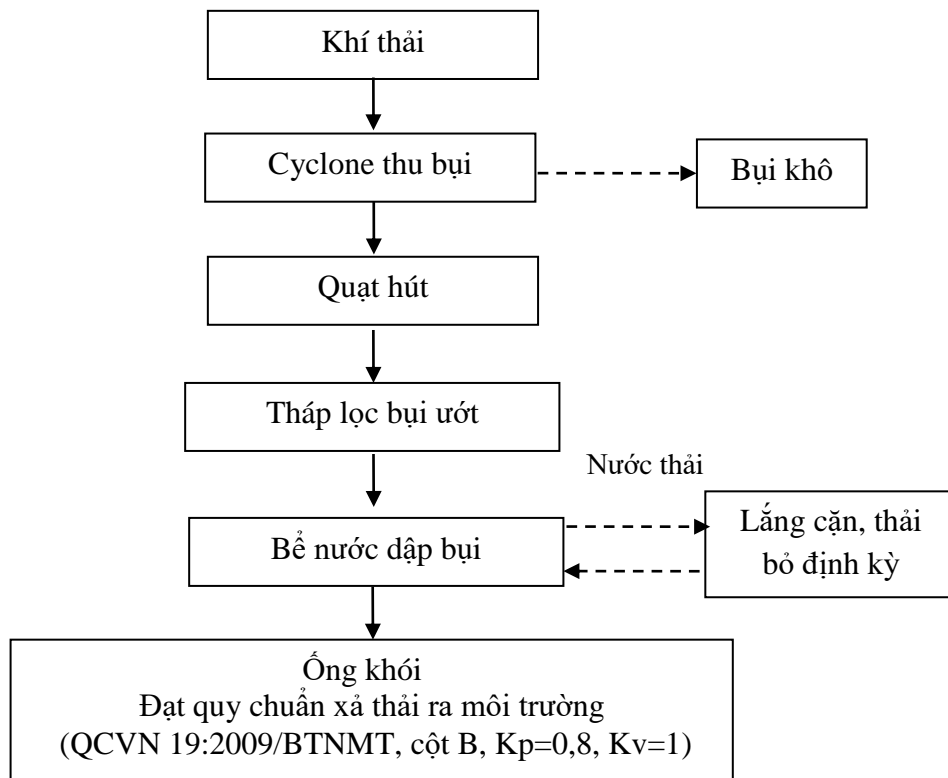 Khí thải
Cyclone thu bụi
Bụi khô
Quạt hút
Tháp lọc bụi ướt
Nước thải
Bể nước dập bụi
Lắng cặn, thải
bỏ định kỳ
Ống khói
Đạt quy chuẩn xả thải ra môi trường
(QCVN 19:2009/BTNMT, cột B, Kp=0,8, Kv=1)